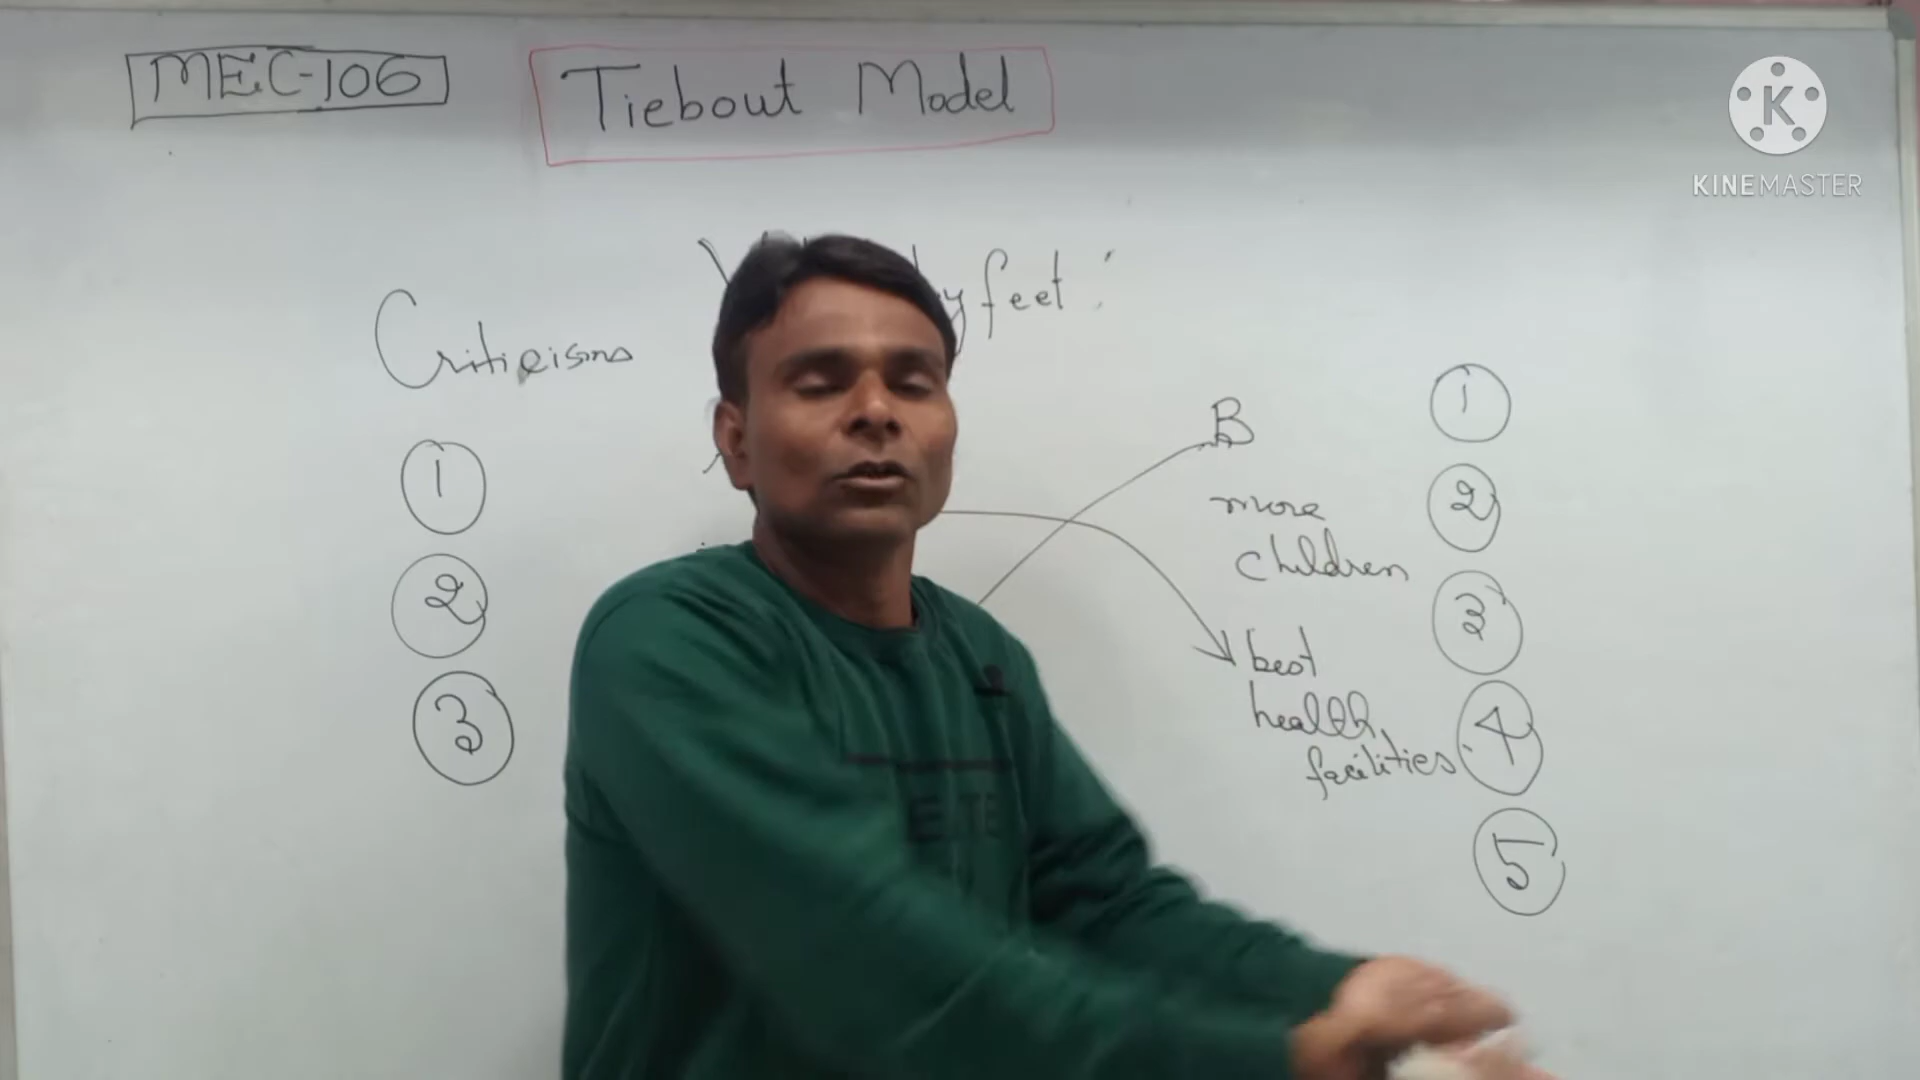 MEC-106
Tiebout Model
KINEMASTER
feet
Criticisms
B
more
children
best
health
facilities
1
2
3
1
2
3
4
5